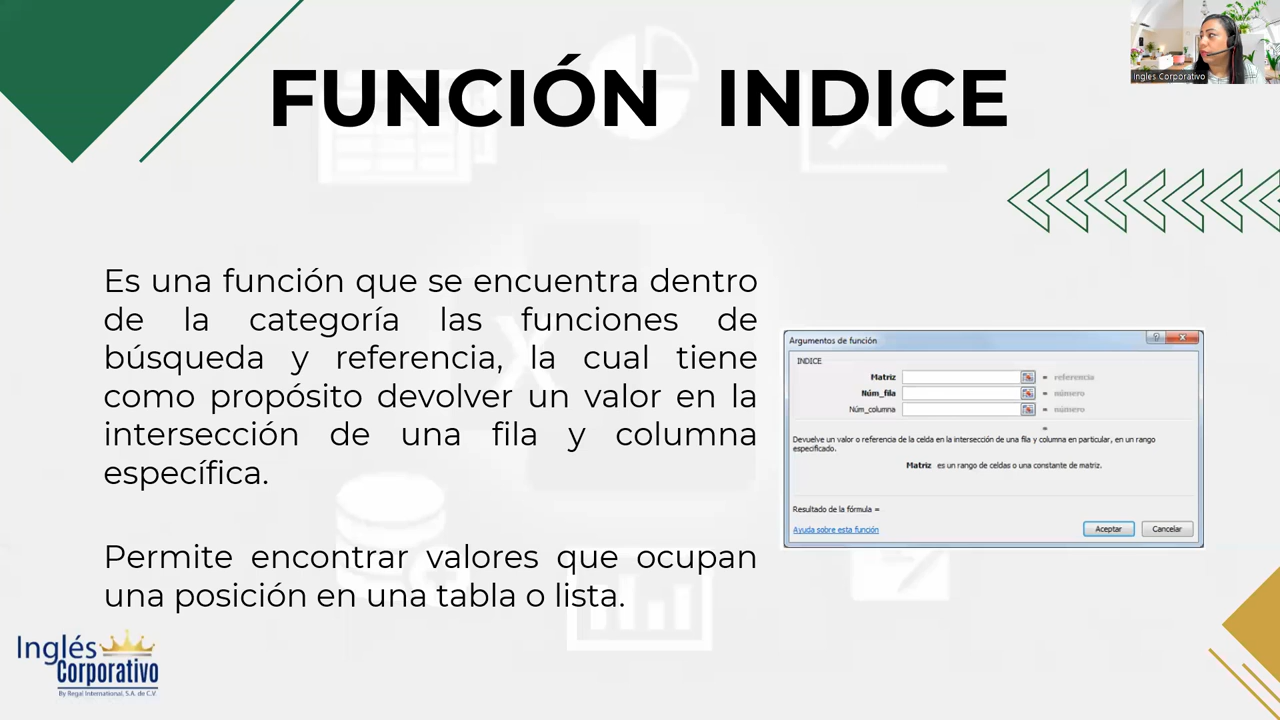 FUNCIÓN INDICE
Ingles Corporativo
Es una función que se encuentra dentro
de la categoría las funciones de
búsqueda y referencia, la cual tiene
como propósito devolver un valor en la
intersección de una fila y columna
específica.
Permite encontrar valores que ocupan
una posición en una tabla o lista.
Argumentos de función
INDICE
Matriz = referencia
Núm_fila = número
Núm_columna = número
=
Devuelve un valor o referencia de la celda en la intersección de una fila y columna en particular, en un rango
especificado.
Matriz es un rango de celdas o una constante de matriz.
Resultado de la fórmula =
Ayuda sobre esta función
Aceptar Cancelar
Inglés
Corporativo
By Regal International, S.A. de C.V.